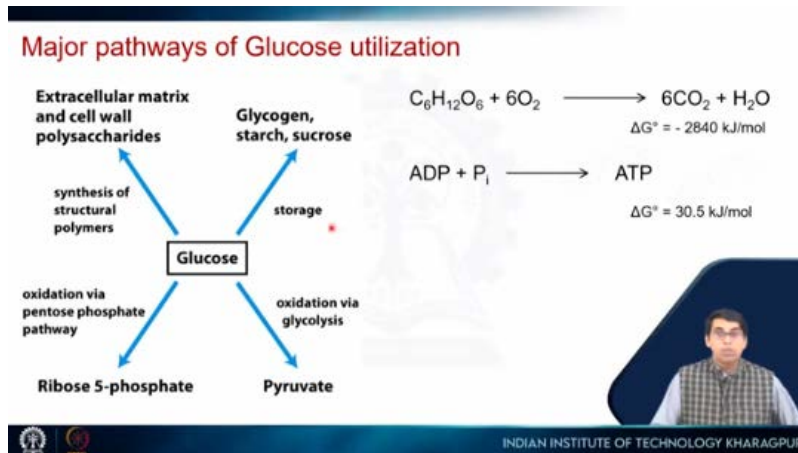 Major pathways of Glucose utilization
Extracellular matrix
and cell wall
polysaccharides
Glycogen,
starch, sucrose
synthesis of
structural
polymers
storage
Glucose
oxidation via
pentose phosphate
pathway
oxidation via
glycolysis
Ribose 5-phosphate
Pyruvate
C₆H₁₂O₆ + 6O₂ ⟶ 6CO₂ + H₂O
ΔG° = - 2840 kJ/mol
ADP + Pᵢ ⟶ ATP
ΔG° = 30.5 kJ/mol
INDIAN INSTITUTE OF TECHNOLOGY KHARAGPUR